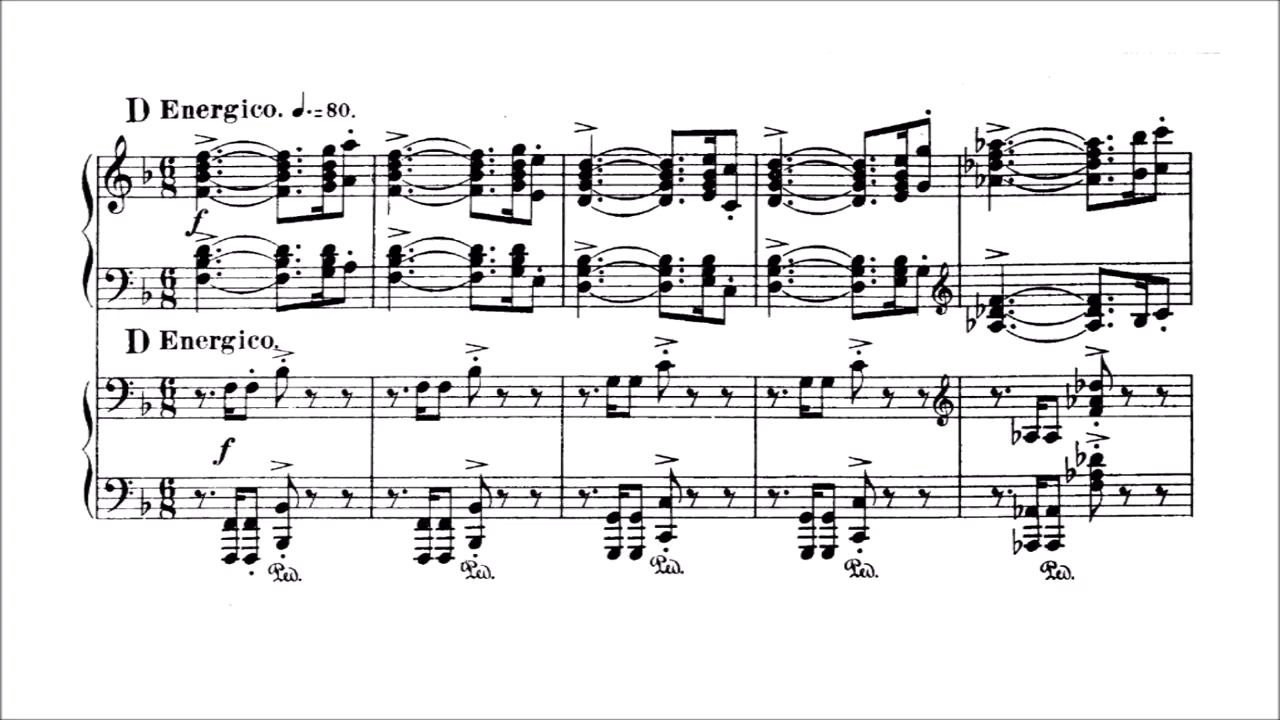 D Energico. ♩.=80.
f
D Energico.
f
Ped. Ped. Ped. Ped. Ped.